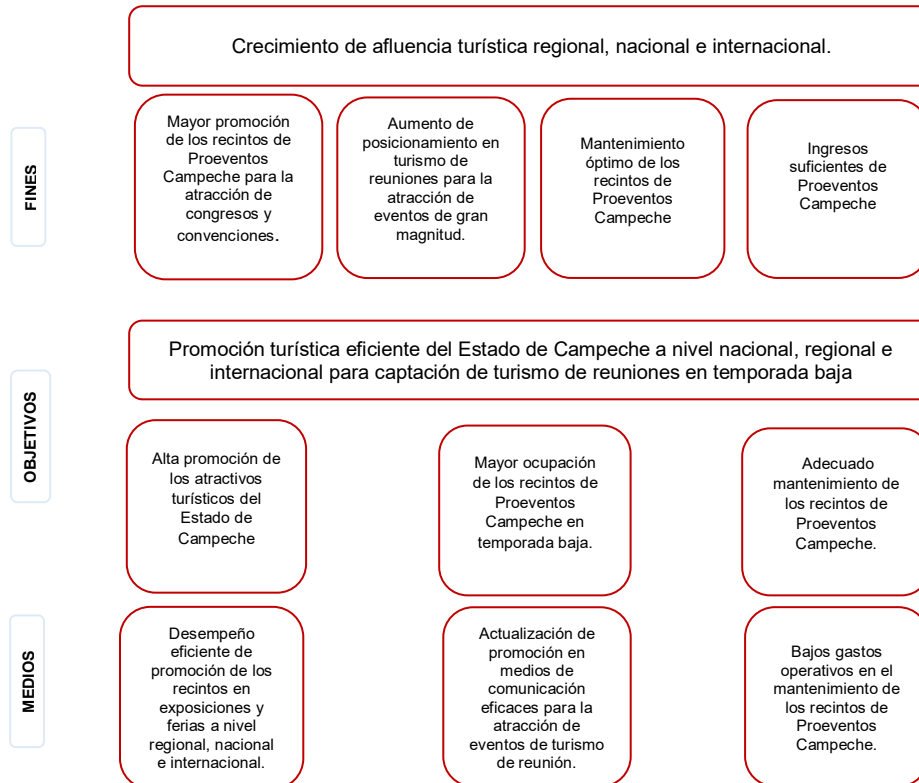 Crecimiento de afluencia turística regional, nacional e internacional.
FINES
Mayor promoción
de los recintos de
Proeventos
Campeche para la
atracción de
congresos y
convenciones.
Aumento de
posicionamiento en
turismo de
reuniones para la
atracción de
eventos de gran
magnitud.
Mantenimiento
óptimo de los
recintos de
Proeventos
Campeche
Ingresos
suficientes de
Proeventos
Campeche
Promoción turística eficiente del Estado de Campeche a nivel nacional, regional e
internacional para captación de turismo de reuniones en temporada baja
OBJETIVOS
Alta promoción de
los atractivos
turísticos del
Estado de
Campeche
Mayor ocupación
de los recintos de
Proeventos
Campeche en
temporada baja.
Adecuado
mantenimiento de
los recintos de
Proeventos
Campeche.
MEDIOS
Desempeño
eficiente de
promoción de los
recintos en
exposiciones y
ferias a nivel
regional, nacional
e internacional.
Actualización de
promoción en
medios de
comunicación
eficaces para la
atracción de
eventos de turismo
de reunión.
Bajos gastos
operativos en el
mantenimiento de
los recintos de
Proeventos
Campeche.